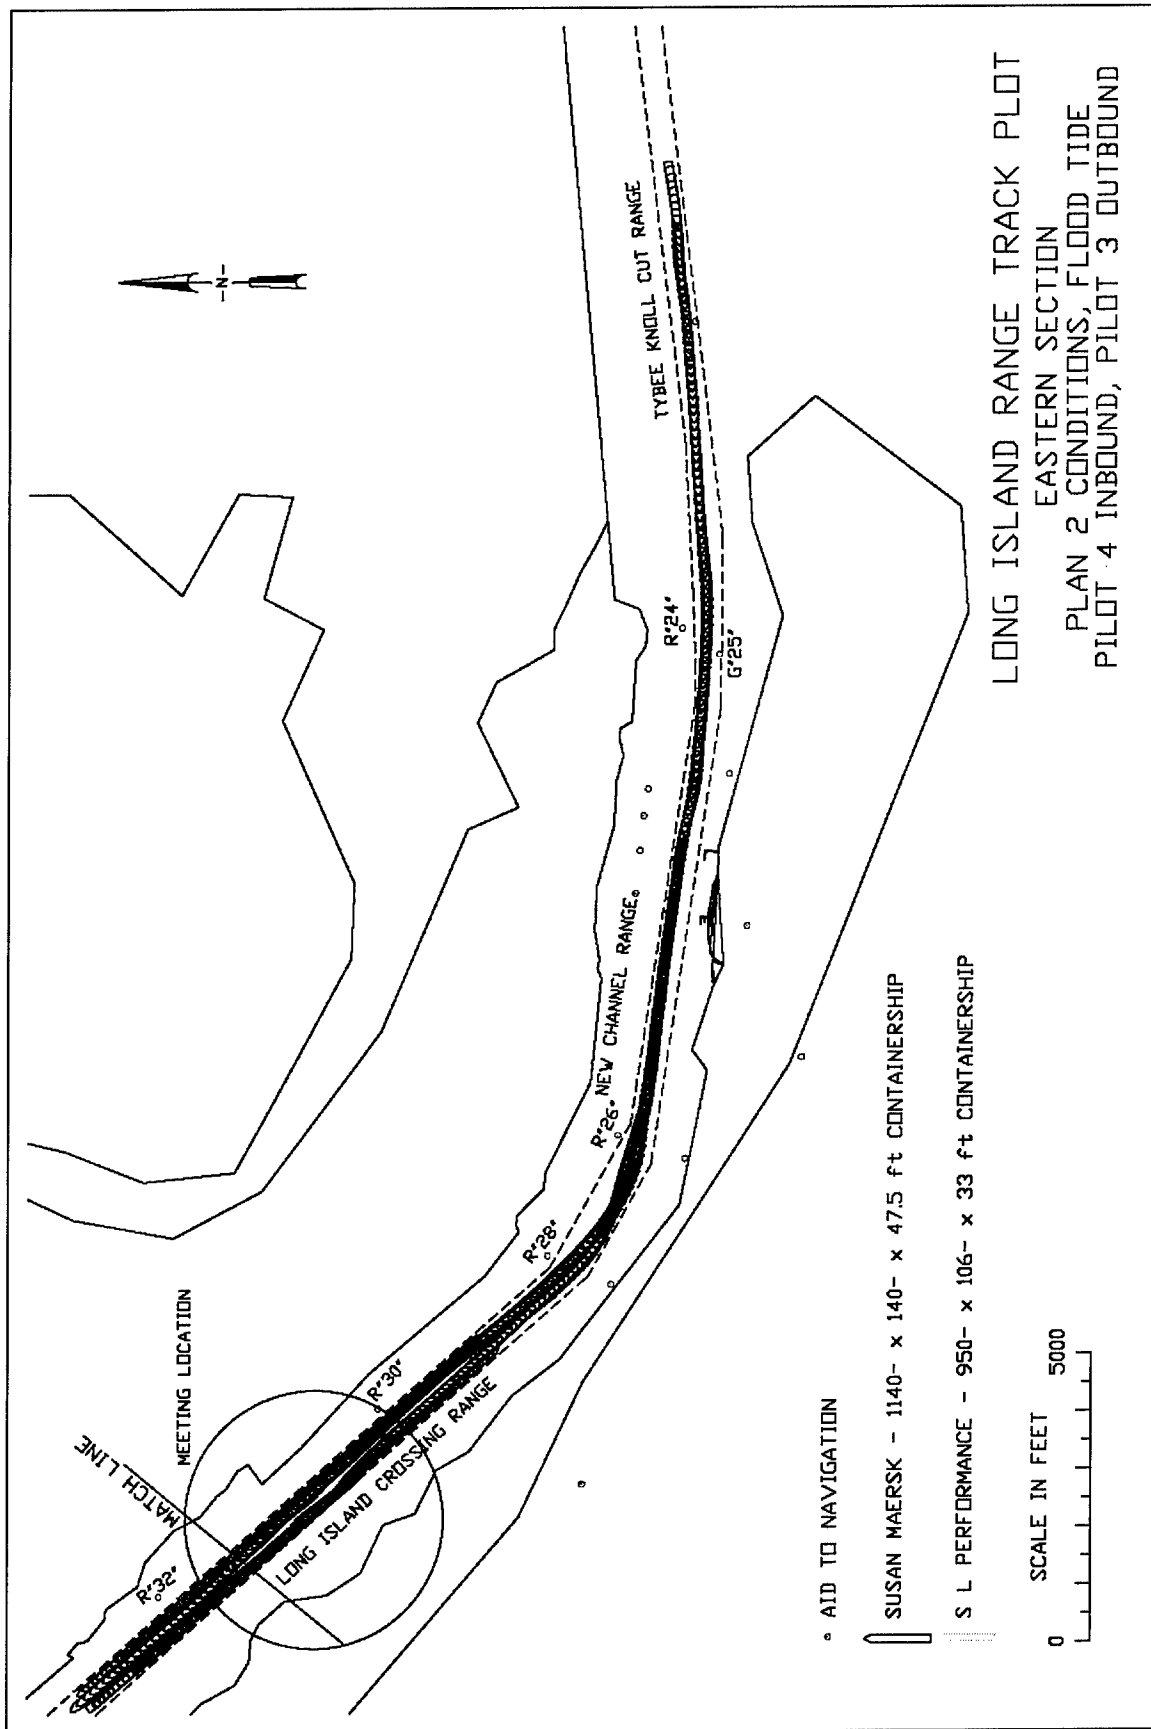 LONG ISLAND RANGE TRACK PLOT
EASTERN SECTION
PLAN 2 CONDITIONS, FLOOD TIDE
PILOT 4 INBOUND, PILOT 3 OUTBOUND
-N-
TYBEE KNOLL CUT RANGE
R"24"
G"25"
NEW CHANNEL RANGE
R"26"
R"28"
R"30"
MEETING LOCATION
MATCH LINE
LONG ISLAND CROSSING RANGE
R"32"
AID TO NAVIGATION
SUSAN MAERSK - 1140- x 140- x 47.5 ft CONTAINERSHIP
S L PERFORMANCE - 950- x 106- x 33 ft CONTAINERSHIP
SCALE IN FEET
0 5000